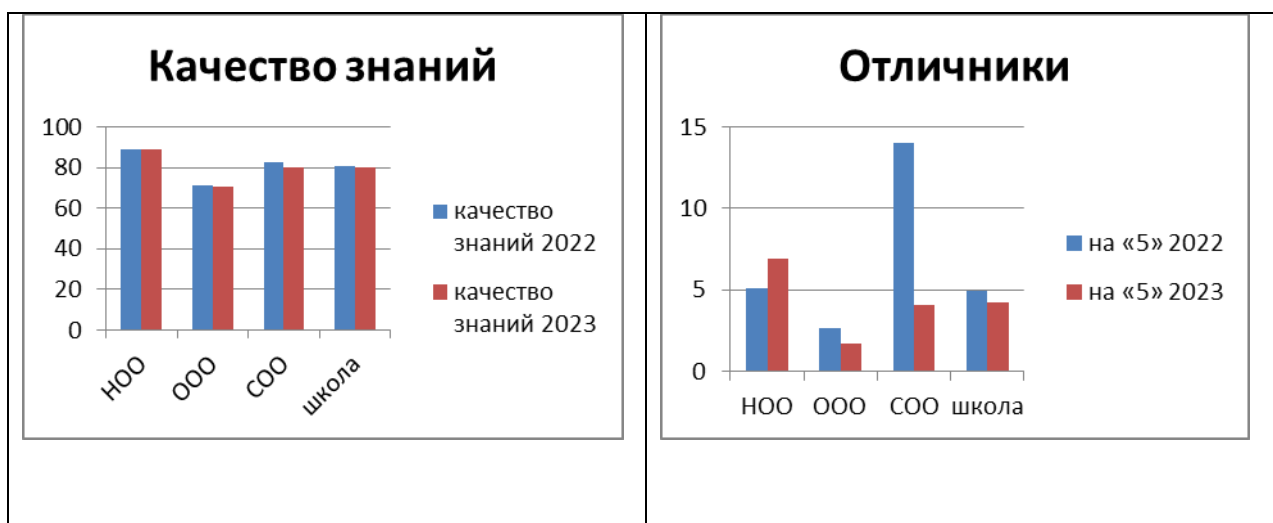 Качество знаний
100
80
60
40
20
0
НОО
ООО
СОО
школа
качество
знаний 2022
качество
знаний 2023
Отличники
15
10
5
0
НОО
ООО
СОО
школа
на «5» 2022
на «5» 2023